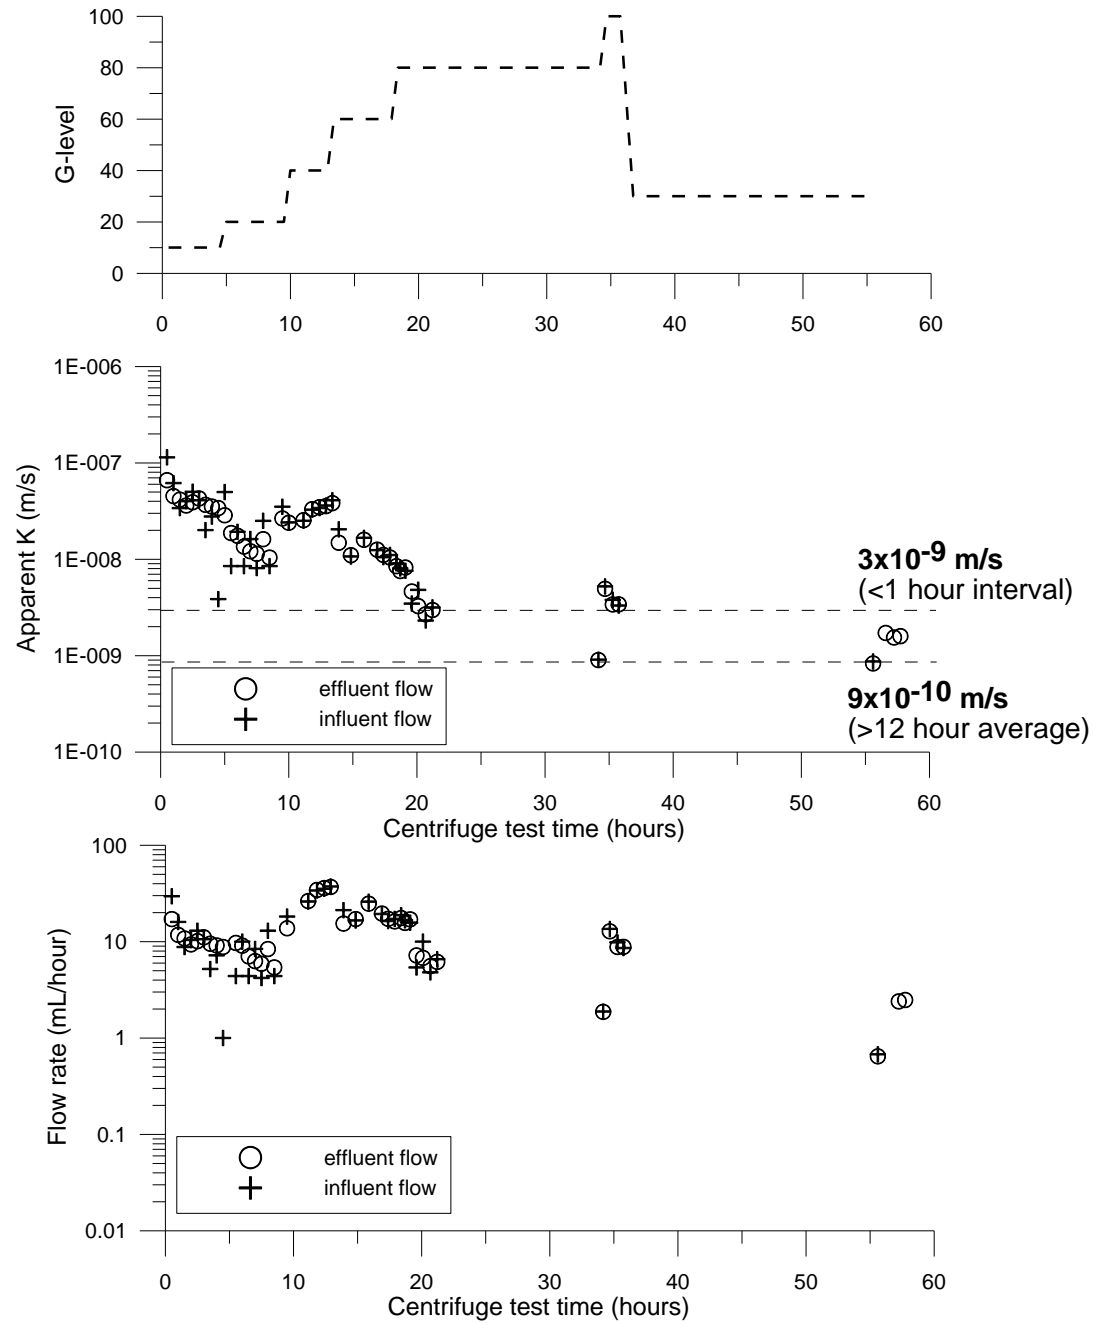 100
80
60
40
20
0
G-level
0 10 20 30 40 50 60
1E-006
1E-007
1E-008
1E-009
1E-010
Apparent K (m/s)
3x10-9 m/s
(<1 hour interval)
9x10-10 m/s
(>12 hour average)
effluent flow
influent flow
0 10 20 30 40 50 60
Centrifuge test time (hours)
100
10
1
0.1
0.01
Flow rate (mL/hour)
effluent flow
influent flow
0 10 20 30 40 50 60
Centrifuge test time (hours)